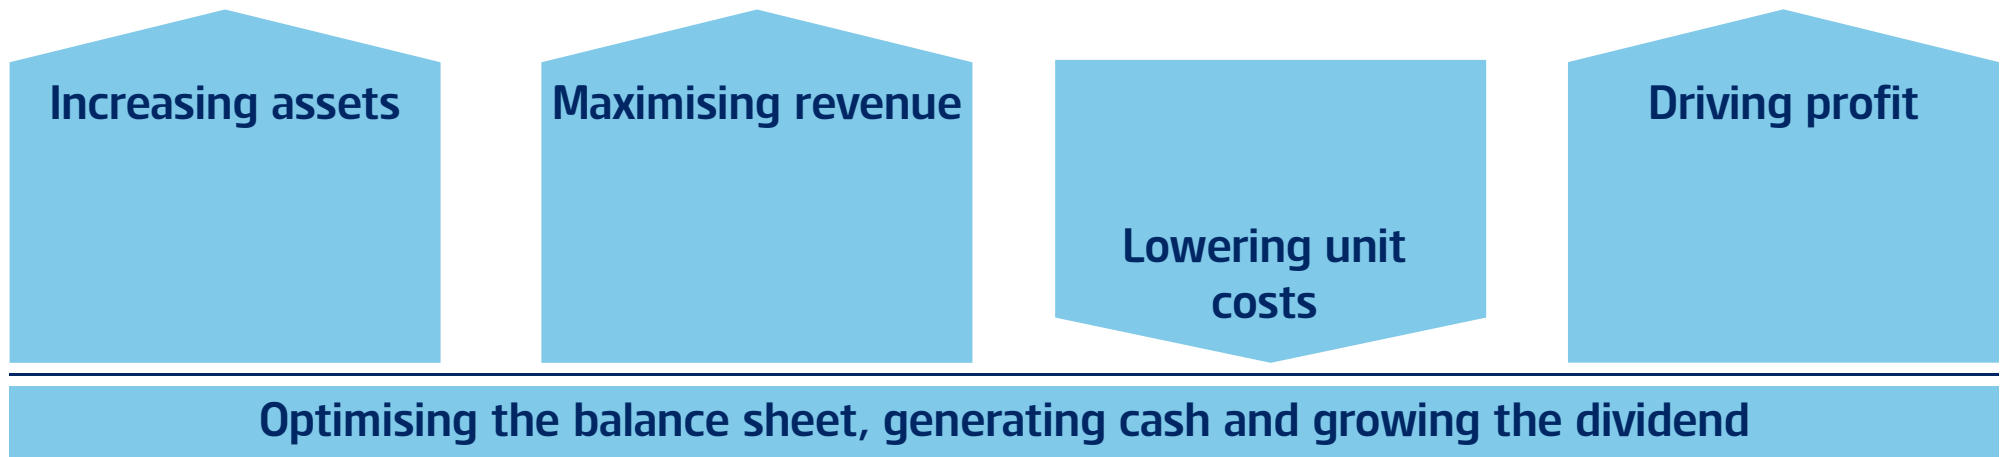 Increasing assets
Maximising revenue
Lowering unit
costs
Driving profit
Optimising the balance sheet, generating cash and growing the dividend